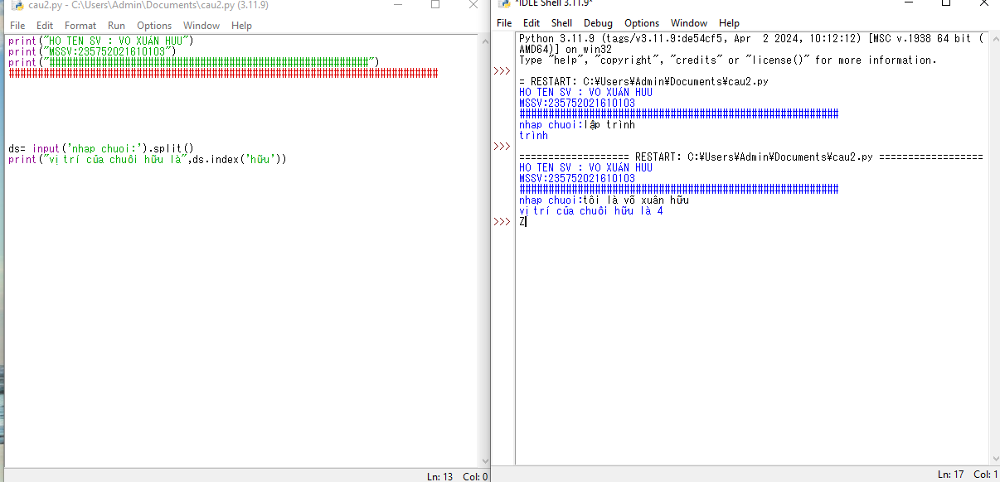 cau2.py - C:\Users\Admin\Documents\cau2.py (3.11.9)
File Edit Format Run Options Window Help
print("HO TEN SV : VO XUÁN HUU")
print("MSSV:235752021610103")
print("#######################################################")
##########################################################################
ds= input('nhap chuoi:').split()
print("vị trí của chuỗi hữu là",ds.index('hữu'))
Ln: 13 Col: 0
*IDLE Shell 3.11.9*
File Edit Shell Debug Options Window Help
Python 3.11.9 (tags/v3.11.9:de54cf5, Apr  2 2024, 10:12:12) [MSC v.1938 64 bit (
AMD64)] on win32
Type "help", "copyright", "credits" or "license()" for more information.
>>>
= RESTART: C:¥Users¥Admin¥Documents¥cau2.py
HO TEN SV : VO XUÁN HUU
MSSV:235752021610103
#######################################################
nhap chuoi:lập trình
trình
>>>
=================== RESTART: C:¥Users¥Admin¥Documents¥cau2.py ==================
HO TEN SV : VO XUÁN HUU
MSSV:235752021610103
#######################################################
nhap chuoi:tôi là võ xuân hữu
vị trí của chuỗi hữu là 4
>>> Z
Ln: 17 Col: 1